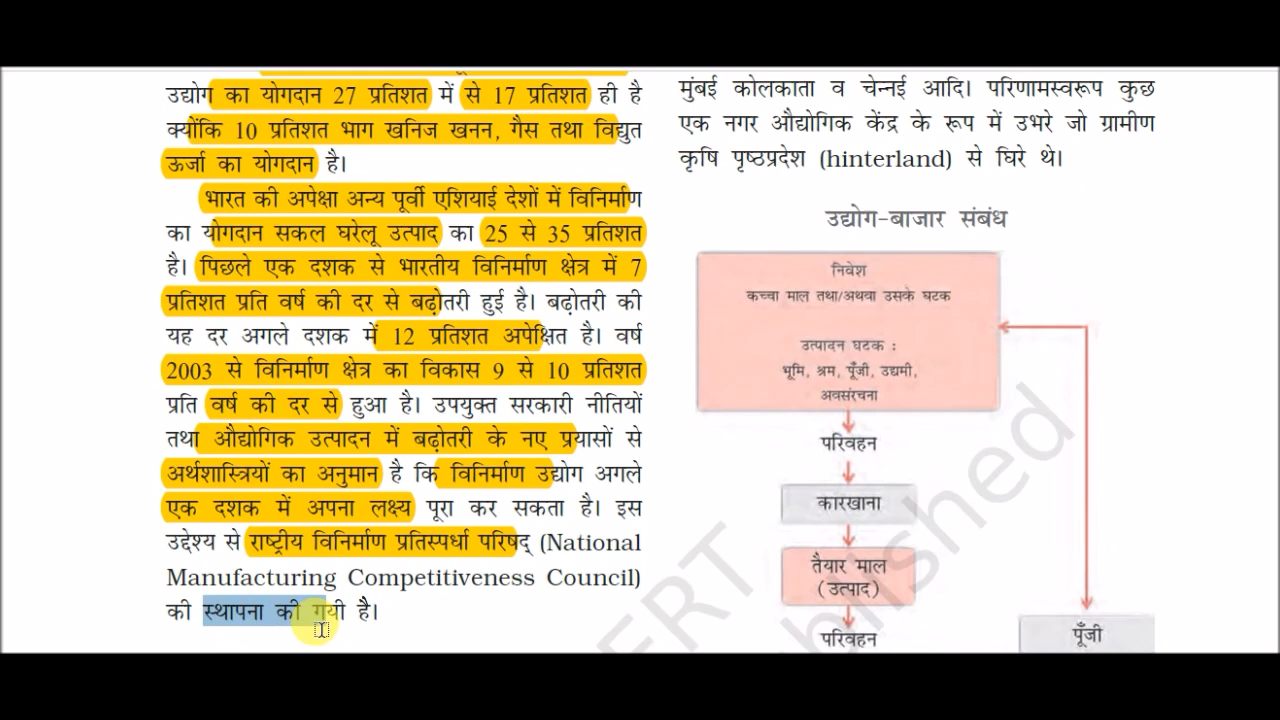 उद्योग का योगदान 27 प्रतिशत में से 17 प्रतिशत ही है
क्योंकि 10 प्रतिशत भाग खनिज खनन, गैस तथा विद्युत
ऊर्जा का योगदान है।
भारत की अपेक्षा अन्य पूर्वी एशियाई देशों में विनिर्माण
का योगदान सकल घरेलू उत्पाद का 25 से 35 प्रतिशत
है। पिछले एक दशक से भारतीय विनिर्माण क्षेत्र में 7
प्रतिशत प्रति वर्ष की दर से बढ़ोतरी हुई है। बढ़ोतरी की
यह दर अगले दशक में 12 प्रतिशत अपेक्षित है। वर्ष
2003 से विनिर्माण क्षेत्र का विकास 9 से 10 प्रतिशत
प्रति वर्ष की दर से हुआ है। उपयुक्त सरकारी नीतियों
तथा औद्योगिक उत्पादन में बढ़ोतरी के नए प्रयासों से
अर्थशास्त्रियों का अनुमान है कि विनिर्माण उद्योग अगले
एक दशक में अपना लक्ष्य पूरा कर सकता है। इस
उद्देश्य से राष्ट्रीय विनिर्माण प्रतिस्पर्धा परिषद् (National
Manufacturing Competitiveness Council)
की स्थापना की गयी है।
मुंबई कोलकाता व चेन्नई आदि। परिणामस्वरूप कुछ
एक नगर औद्योगिक केंद्र के रूप में उभरे जो ग्रामीण
कृषि पृष्ठप्रदेश (hinterland) से घिरे थे।
उद्योग-बाजार संबंध
निवेश
कच्चा माल तथा/अथवा उसके घटक
उत्पादन घटक :
भूमि, श्रम, पूँजी, उद्यमी,
अवसंरचना
परिवहन
कारखाना
तैयार माल
(उत्पाद)
परिवहन
पूँजी